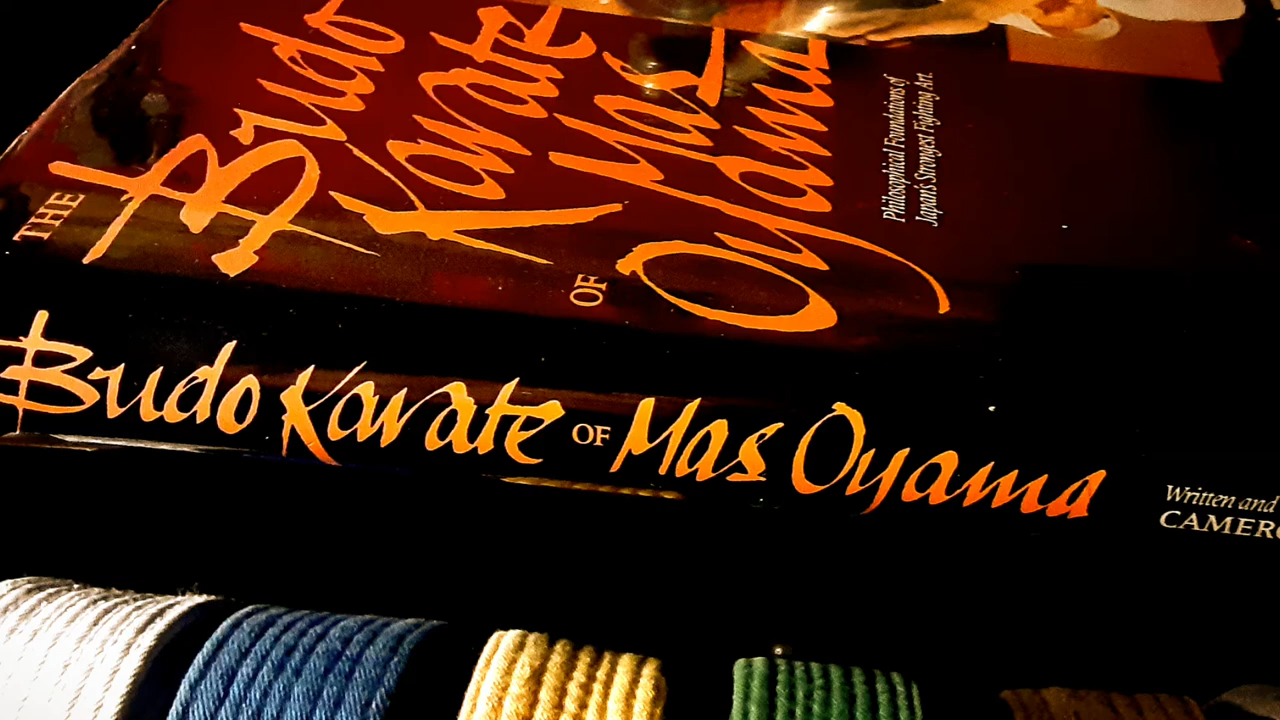 THE
Budo
Karate
OF
Mas
Oyama
Philosophical Foundations of
Japan's Strongest Fighting Art.
Budo Karate OF Mas Oyama
Written and
CAMERO